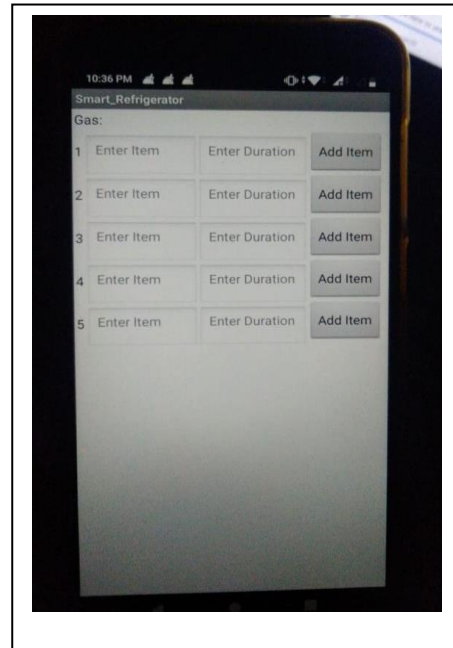 10:36 PM
Smart_Refrigerator
Gas:
1 Enter Item Enter Duration Add Item
2 Enter Item Enter Duration Add Item
3 Enter Item Enter Duration Add Item
4 Enter Item Enter Duration Add Item
5 Enter Item Enter Duration Add Item